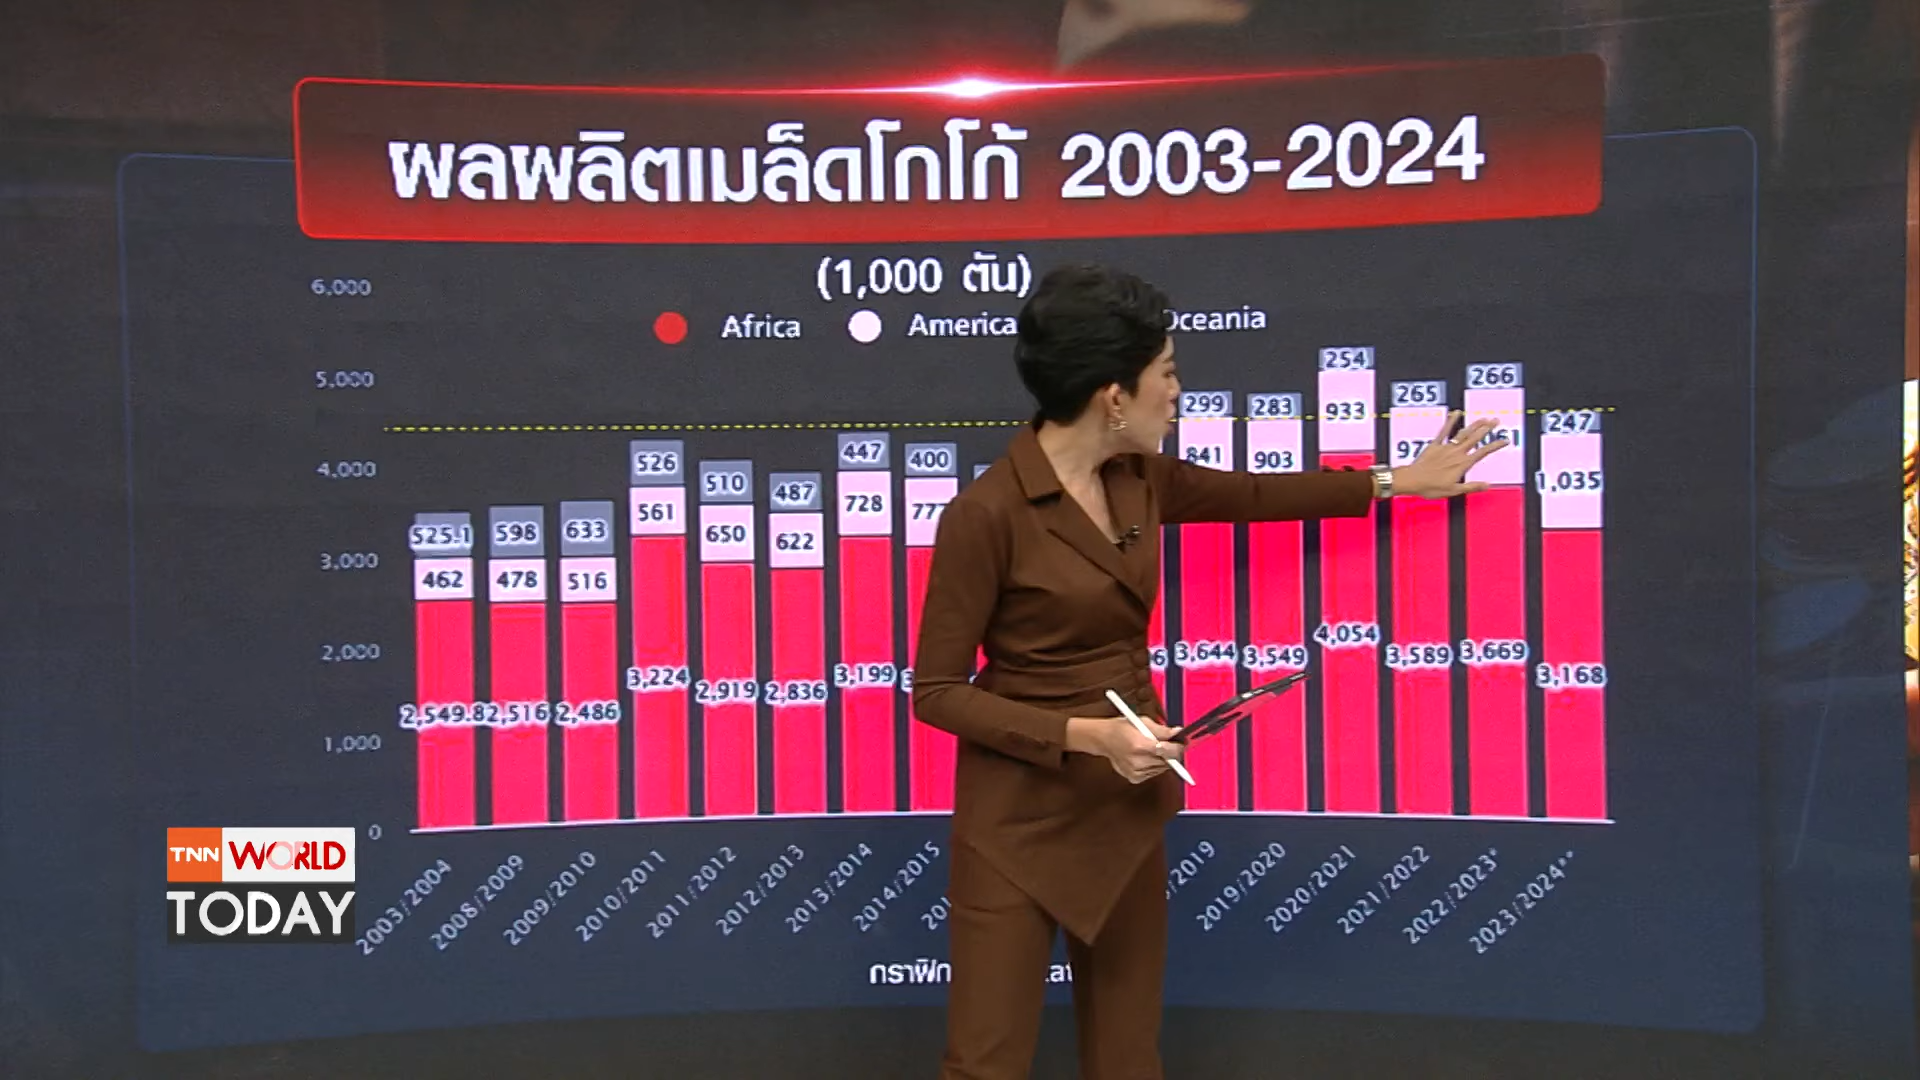 ผลผลิตเมล็ดโกโก้ 2003-2024
(1,000 ตัน)
Africa America Oceania
6,000
5,000
4,000
3,000
2,000
1,000
0
526 510 487 447 400 299 283 254 265 266 247
525.1 598 633
561 650 622 728 841 903 933 1,035
462 478 516
2,549.8 2,516 2,486 3,224 2,919 2,836 3,199 3,644 3,549 4,054 3,589 3,669 3,168
2003/2004 2008/2009 2009/2010 2010/2011 2011/2012 2012/2013 2013/2014 2014/2015 /2019 2019/2020 2020/2021 2021/2022 2022/2023* 2023/2024**
กราฟิก
TNN WORLD
TODAY